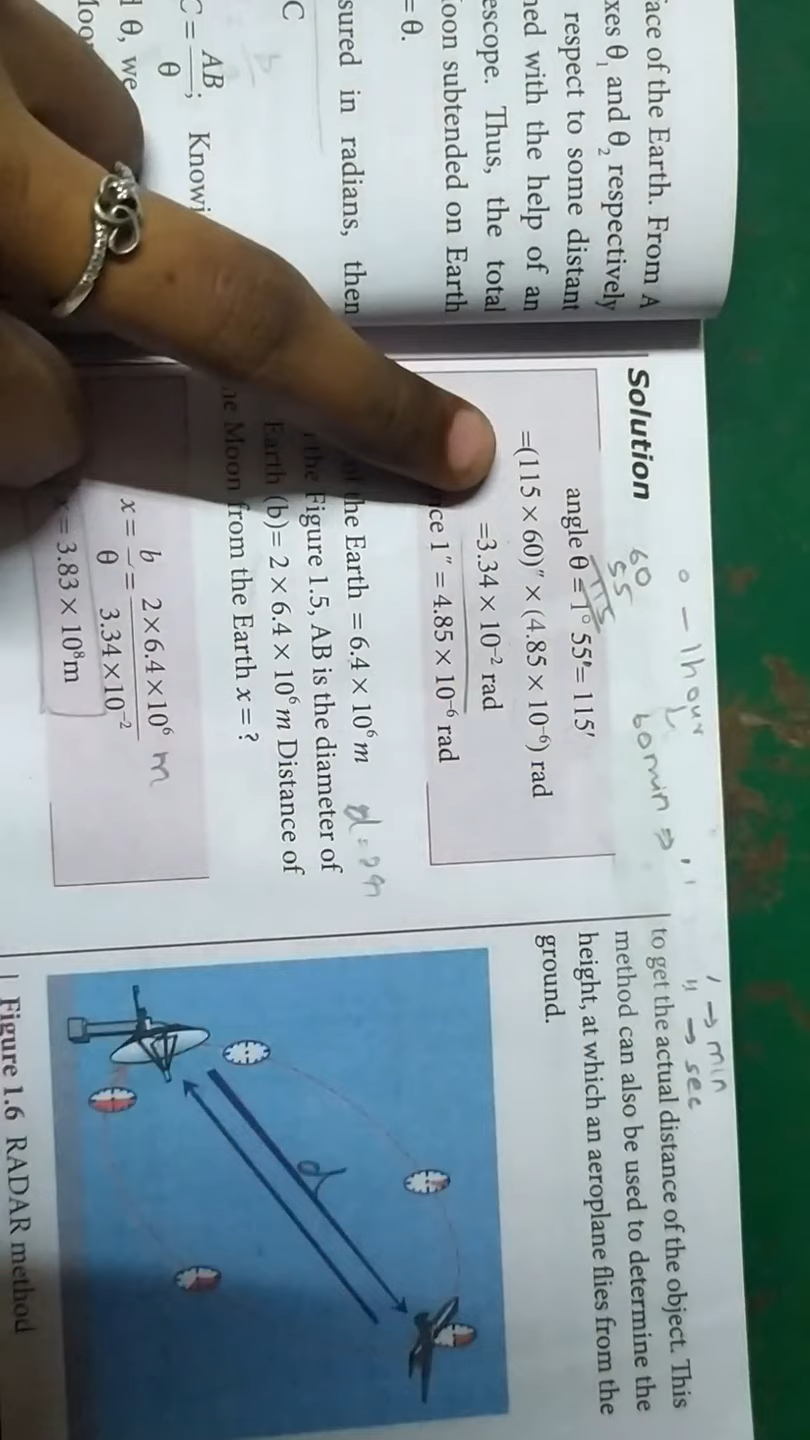 face of the Earth. From A
xes θ₁ and θ₂ respectively
respect to some distant
ned with the help of an
escope. Thus, the total
oon subtended on Earth
= θ.
sured in radians, then
C
C = AB/θ ; Knowi
d θ, we
Moo
b
° – 1 hour
60 min ⇒ '
60
55
115
Solution
angle θ = 1° 55′= 115′
=(115 × 60)″ × (4.85 × 10⁻⁶) rad
=3.34 × 10⁻² rad
ce 1″ = 4.85 × 10⁻⁶ rad
the Earth = 6.4 × 10⁶ m
the Figure 1.5, AB is the diameter of
Earth (b)= 2 × 6.4 × 10⁶ m Distance of
he Moon from the Earth x = ?
x = b/θ = 2×6.4×10⁶/3.34×10⁻² m
x = 3.83 × 10⁸m
' → min
" → sec
to get the actual distance of the object. This
method can also be used to determine the
height, at which an aeroplane flies from the
ground.
d
Figure 1.6 RADAR method